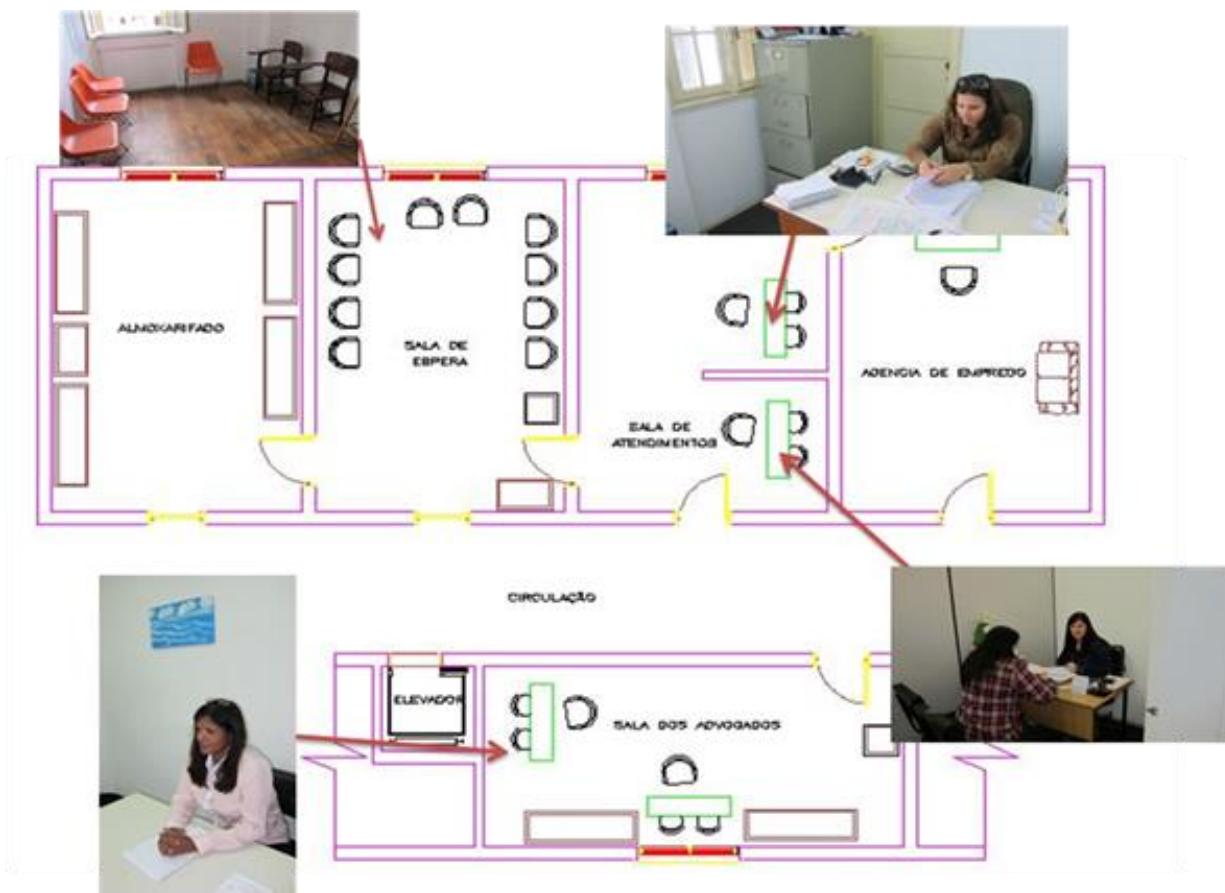 ALMOXARIFADO
SALA DE
ESPERA
SALA DE
ATENDIMENTOS
AGENCIA DE EMPREGO
CIRCULAÇÃO
ELEVADOR
SALA DOS ADVOGADOS